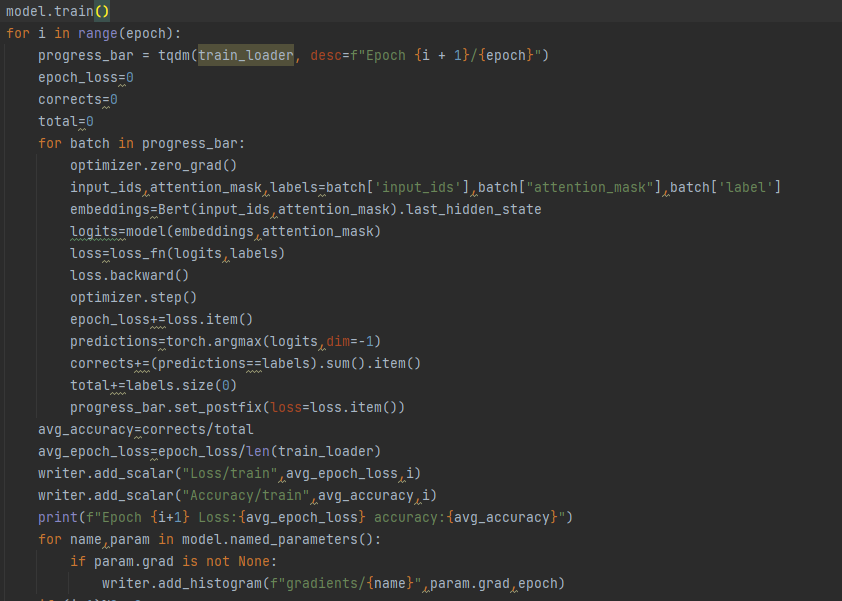 model.train()
for i in range(epoch):
    progress_bar = tqdm(train_loader, desc=f"Epoch {i + 1}/{epoch}")
    epoch_loss=0
    corrects=0
    total=0
    for batch in progress_bar:
        optimizer.zero_grad()
        input_ids,attention_mask,labels=batch['input_ids'],batch["attention_mask"],batch['label']
        embeddings=Bert(input_ids,attention_mask).last_hidden_state
        logits=model(embeddings,attention_mask)
        loss=loss_fn(logits,labels)
        loss.backward()
        optimizer.step()
        epoch_loss+=loss.item()
        predictions=torch.argmax(logits,dim=-1)
        corrects+=(predictions==labels).sum().item()
        total+=labels.size(0)
        progress_bar.set_postfix(loss=loss.item())
    avg_accuracy=corrects/total
    avg_epoch_loss=epoch_loss/len(train_loader)
    writer.add_scalar("Loss/train",avg_epoch_loss,i)
    writer.add_scalar("Accuracy/train",avg_accuracy,i)
    print(f"Epoch {i+1} Loss:{avg_epoch_loss} accuracy:{avg_accuracy}")
    for name,param in model.named_parameters():
        if param.grad is not None:
            writer.add_histogram(f"gradients/{name}",param.grad,epoch)